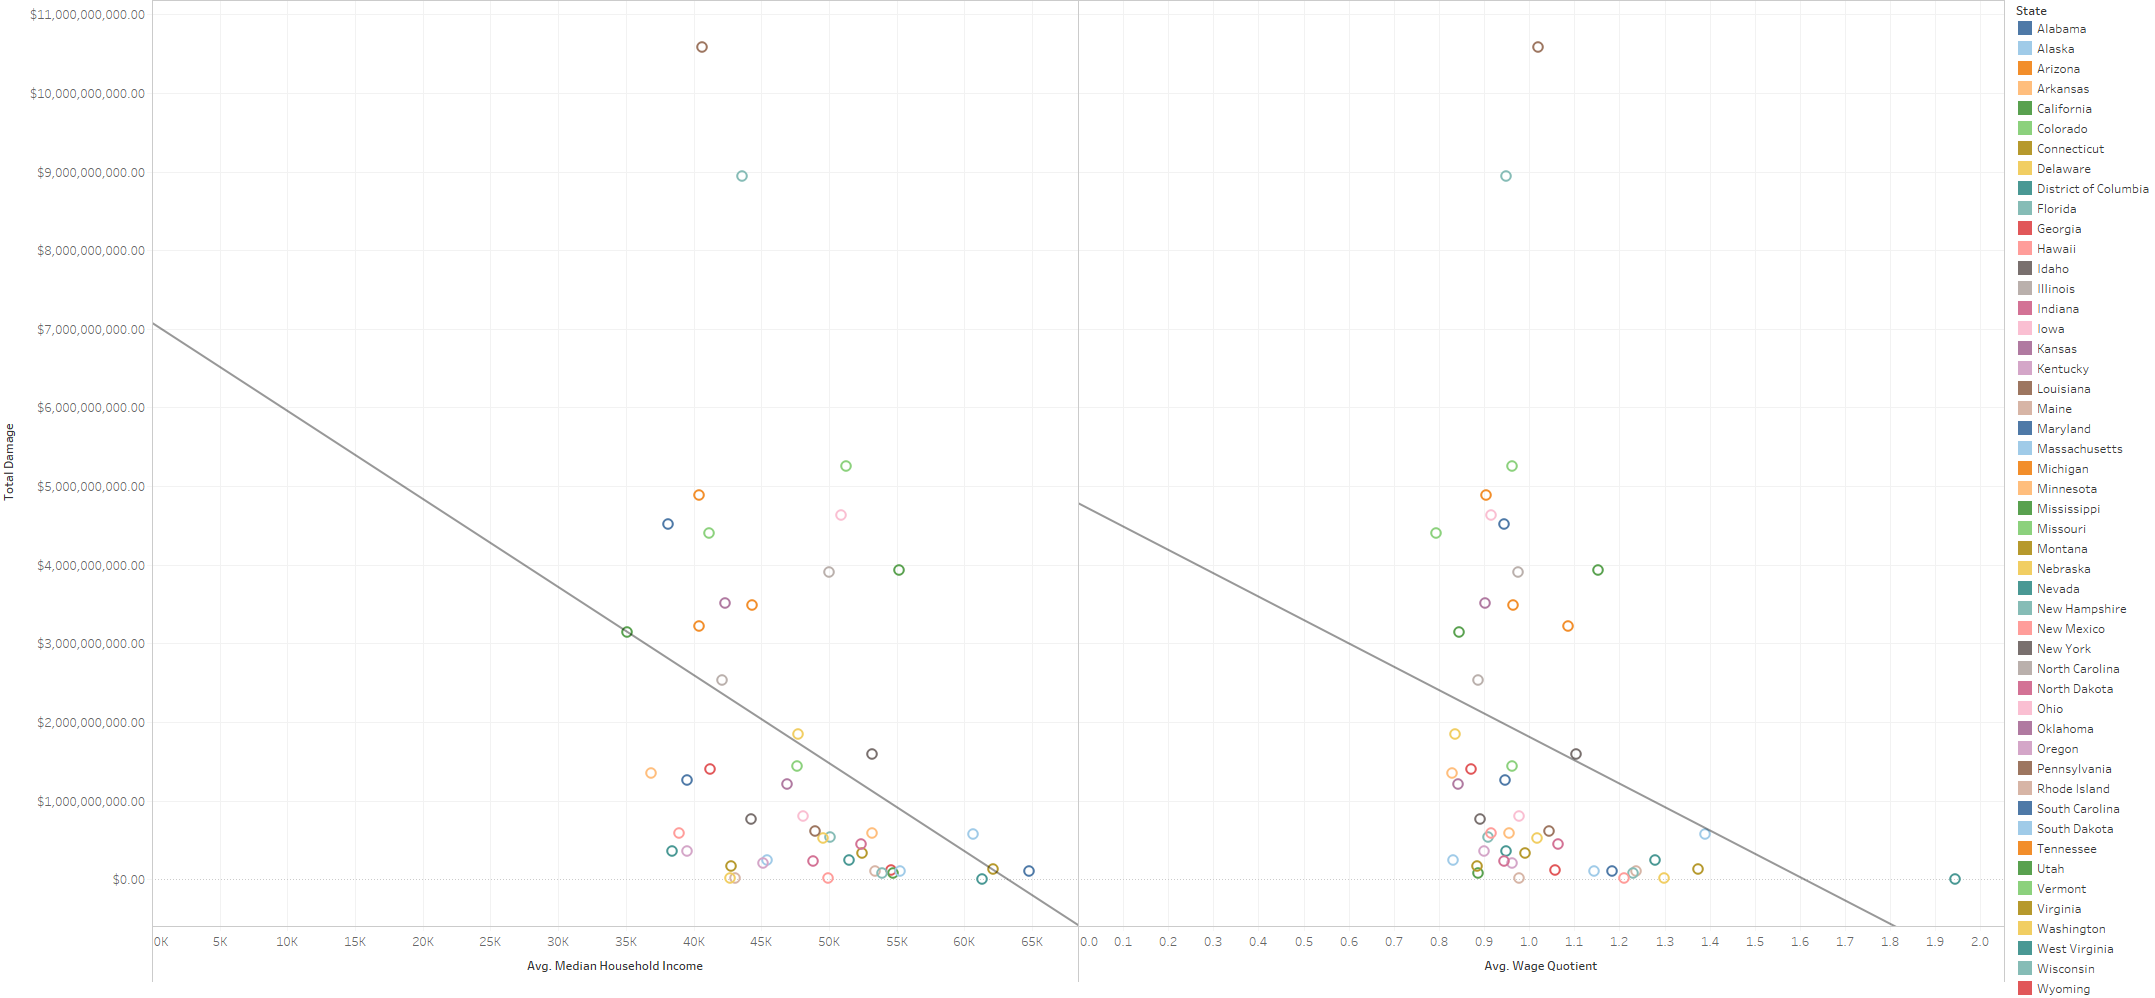 $11,000,000,000.00
$10,000,000,000.00
$9,000,000,000.00
$8,000,000,000.00
$7,000,000,000.00
$6,000,000,000.00
$5,000,000,000.00
$4,000,000,000.00
$3,000,000,000.00
$2,000,000,000.00
$1,000,000,000.00
$0.00
Total Damage
0K 5K 10K 15K 20K 25K 30K 35K 40K 45K 50K 55K 60K 65K
Avg. Median Household Income
0.0 0.1 0.2 0.3 0.4 0.5 0.6 0.7 0.8 0.9 1.0 1.1 1.2 1.3 1.4 1.5 1.6 1.7 1.8 1.9 2.0
Avg. Wage Quotient
State
Alabama
Alaska
Arizona
Arkansas
California
Colorado
Connecticut
Delaware
District of Columbia
Florida
Georgia
Hawaii
Idaho
Illinois
Indiana
Iowa
Kansas
Kentucky
Louisiana
Maine
Maryland
Massachusetts
Michigan
Minnesota
Mississippi
Missouri
Montana
Nebraska
Nevada
New Hampshire
New Mexico
New York
North Carolina
North Dakota
Ohio
Oklahoma
Oregon
Pennsylvania
Rhode Island
South Carolina
South Dakota
Tennessee
Utah
Vermont
Virginia
Washington
West Virginia
Wisconsin
Wyoming